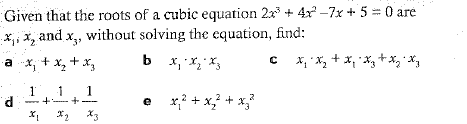 Given that the roots of a cubic equation 2x³ + 4x² –7x + 5 = 0 are
x₁, x₂ and x₃, without solving the equation, find:
a x₁ + x₂ + x₃ b x₁ · x₂ · x₃ c x₁ · x₂ + x₁ · x₃ + x₂ · x₃
d 1/x₁ + 1/x₂ + 1/x₃ e x₁² + x₂² + x₃²